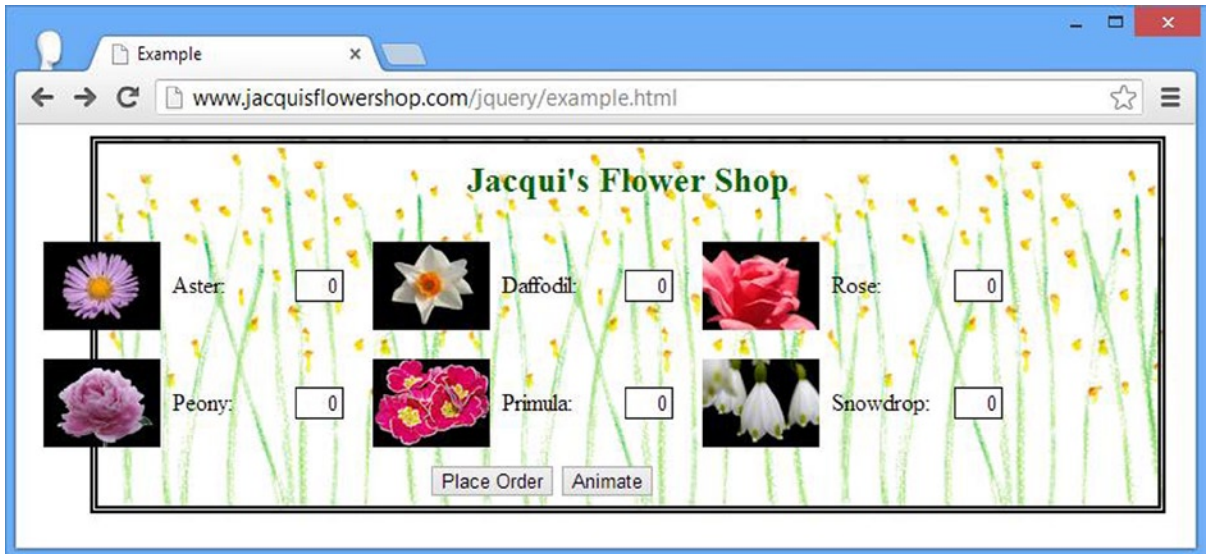 Example
www.jacquisflowershop.com/jquery/example.html
Jacqui's Flower Shop
Aster: 0 Daffodil: 0 Rose: 0
Peony: 0 Primula: 0 Snowdrop: 0
Place Order Animate